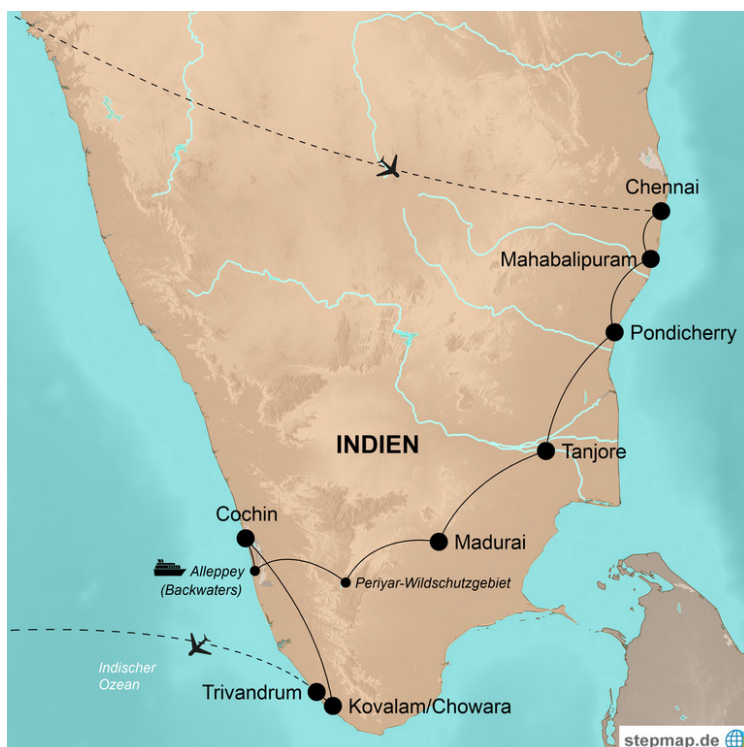 Chennai
Mahabalipuram
Pondicherry
INDIEN
Tanjore
Cochin
Madurai
Alleppey
(Backwaters)
Periyar-Wildschutzgebiet
Indischer
Ozean
Trivandrum
Kovalam/Chowara
stepmap.de